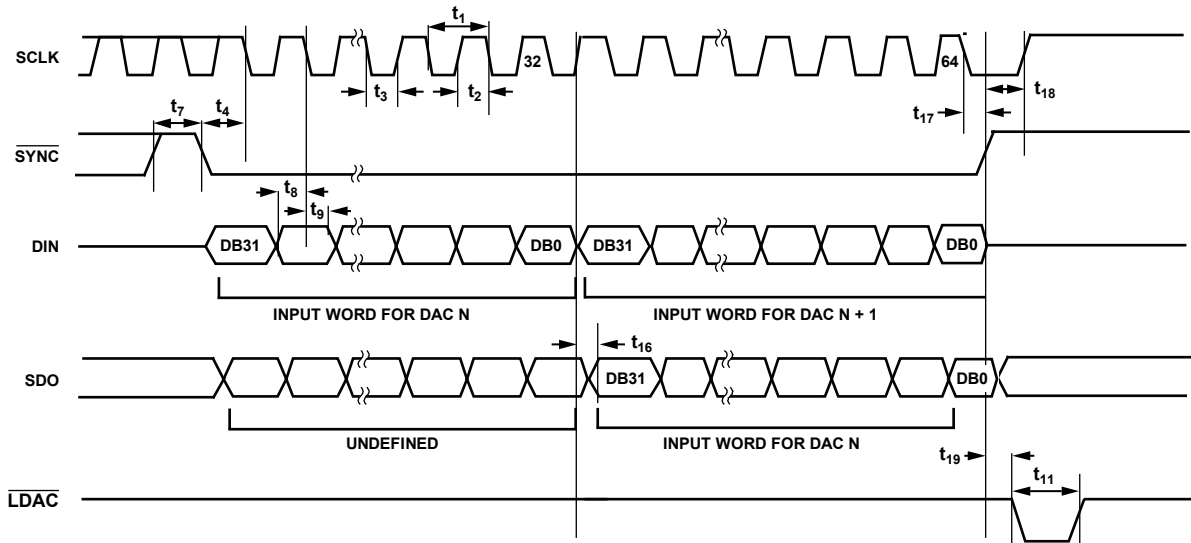 t1
SCLK
32
64
t3
t2
t18
t17
t7
t4
SYNC
t8
t9
DIN
DB31
DB0
DB31
DB0
INPUT WORD FOR DAC N
INPUT WORD FOR DAC N + 1
t16
SDO
DB31
DB0
UNDEFINED
INPUT WORD FOR DAC N
t19
t11
LDAC